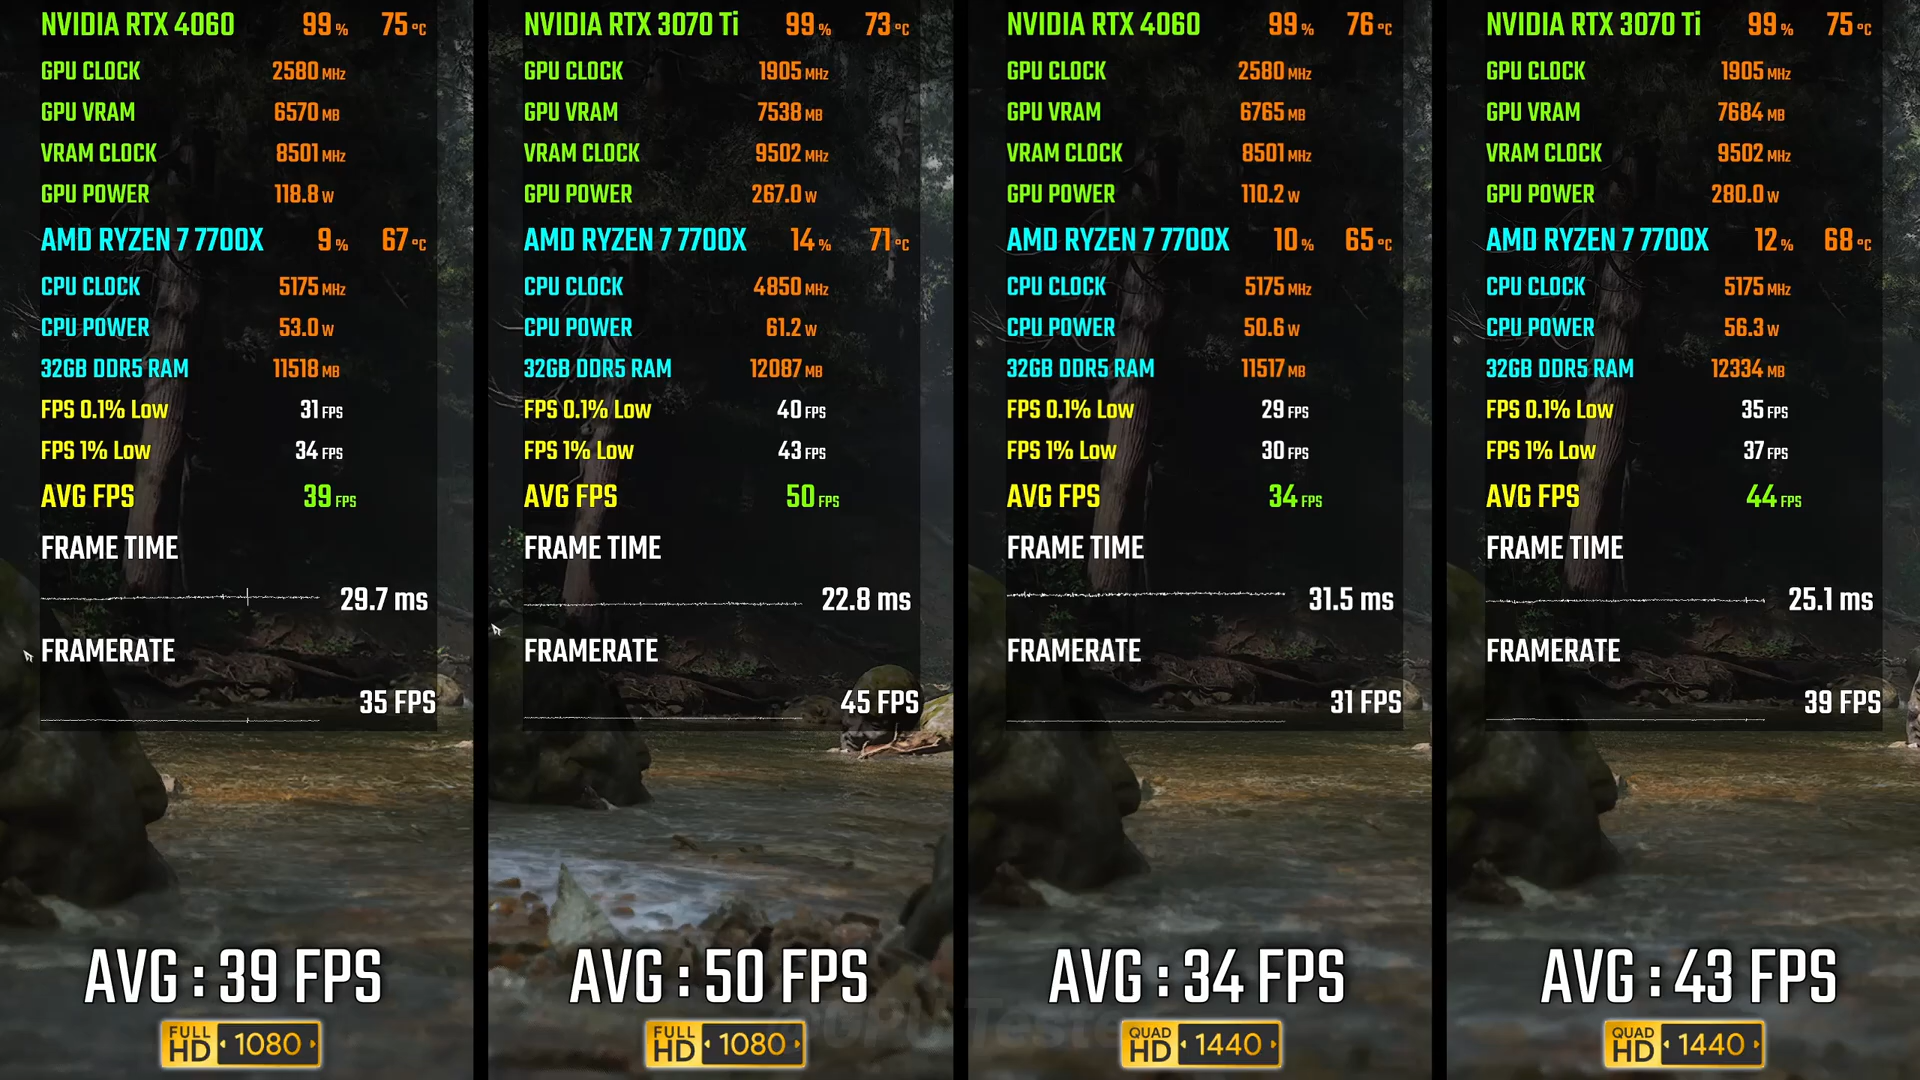 NVIDIA RTX 4060 99 % 75 °C
GPU CLOCK 2580 MHz
GPU VRAM 6570 MB
VRAM CLOCK 8501 MHz
GPU POWER 118.8 W
AMD RYZEN 7 7700X 9 % 67 °C
CPU CLOCK 5175 MHz
CPU POWER 53.0 W
32GB DDR5 RAM 11518 MB
FPS 0.1% Low 31 FPS
FPS 1% Low 34 FPS
AVG FPS 39 FPS
FRAME TIME
29.7 ms
FRAMERATE
35 FPS
AVG : 39 FPS
FULL HD 1080
NVIDIA RTX 3070 Ti 99 % 73 °C
GPU CLOCK 1905 MHz
GPU VRAM 7538 MB
VRAM CLOCK 9502 MHz
GPU POWER 267.0 W
AMD RYZEN 7 7700X 14 % 71 °C
CPU CLOCK 4850 MHz
CPU POWER 61.2 W
32GB DDR5 RAM 12087 MB
FPS 0.1% Low 40 FPS
FPS 1% Low 43 FPS
AVG FPS 50 FPS
FRAME TIME
22.8 ms
FRAMERATE
45 FPS
AVG : 50 FPS
FULL HD 1080
NVIDIA RTX 4060 99 % 76 °C
GPU CLOCK 2580 MHz
GPU VRAM 6765 MB
VRAM CLOCK 8501 MHz
GPU POWER 110.2 W
AMD RYZEN 7 7700X 10 % 65 °C
CPU CLOCK 5175 MHz
CPU POWER 50.6 W
32GB DDR5 RAM 11517 MB
FPS 0.1% Low 29 FPS
FPS 1% Low 30 FPS
AVG FPS 34 FPS
FRAME TIME
31.5 ms
FRAMERATE
31 FPS
AVG : 34 FPS
QUAD HD 1440
NVIDIA RTX 3070 Ti 99 % 75 °C
GPU CLOCK 1905 MHz
GPU VRAM 7684 MB
VRAM CLOCK 9502 MHz
GPU POWER 280.0 W
AMD RYZEN 7 7700X 12 % 68 °C
CPU CLOCK 5175 MHz
CPU POWER 56.3 W
32GB DDR5 RAM 12334 MB
FPS 0.1% Low 35 FPS
FPS 1% Low 37 FPS
AVG FPS 44 FPS
FRAME TIME
25.1 ms
FRAMERATE
39 FPS
AVG : 43 FPS
QUAD HD 1440